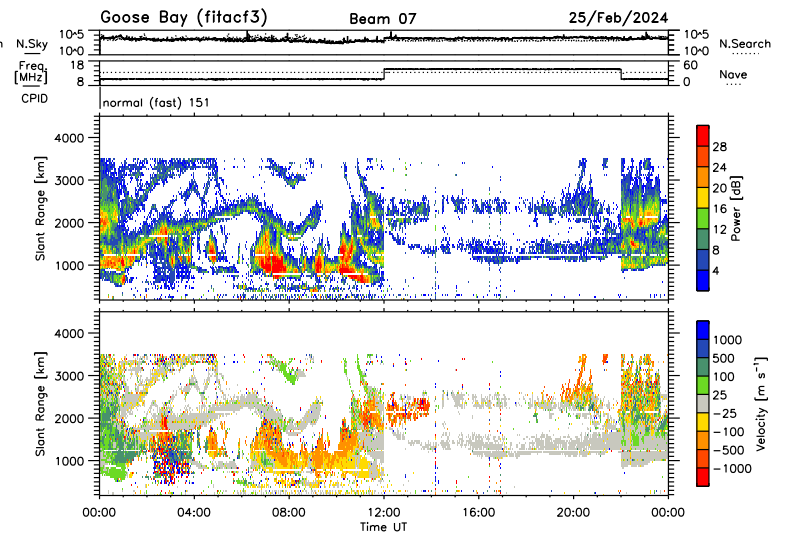 Goose Bay (fitacf3) Beam 07 25/Feb/2024
N.Sky 10^5 10^0 10^5 10^0 N.Search
Freq. [MHz] 18 8 60 0 Nave
CPID normal (fast) 151
4000
3000
2000
1000
Slant Range [km]
28
24
20
16
12
8
4
Power [dB]
4000
3000
2000
1000
Slant Range [km]
1000
500
100
25
−25
−100
−500
−1000
Velocity [m s⁻¹]
00:00 04:00 08:00 12:00 16:00 20:00 00:00
Time UT